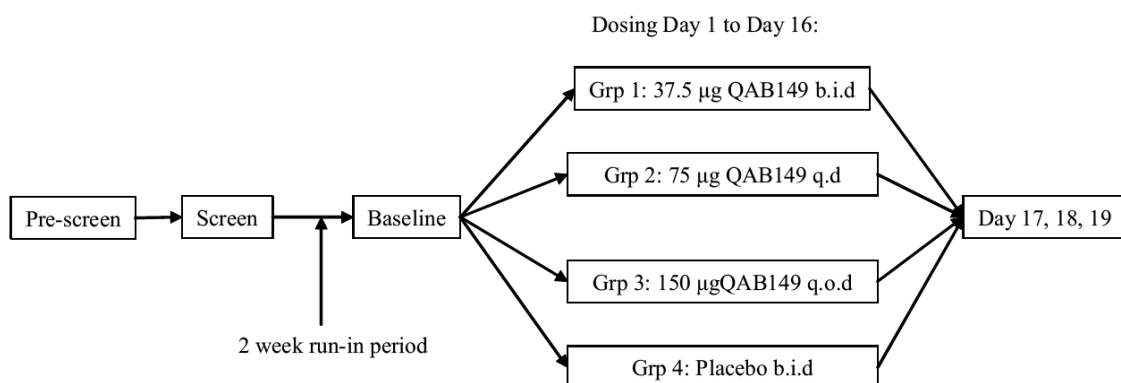 Dosing Day 1 to Day 16:
Grp 1: 37.5 μg QAB149 b.i.d
Grp 2: 75 μg QAB149 q.d
Pre-screen
Screen
Baseline
Day 17, 18, 19
Grp 3: 150 μgQAB149 q.o.d
2 week run-in period
Grp 4: Placebo b.i.d